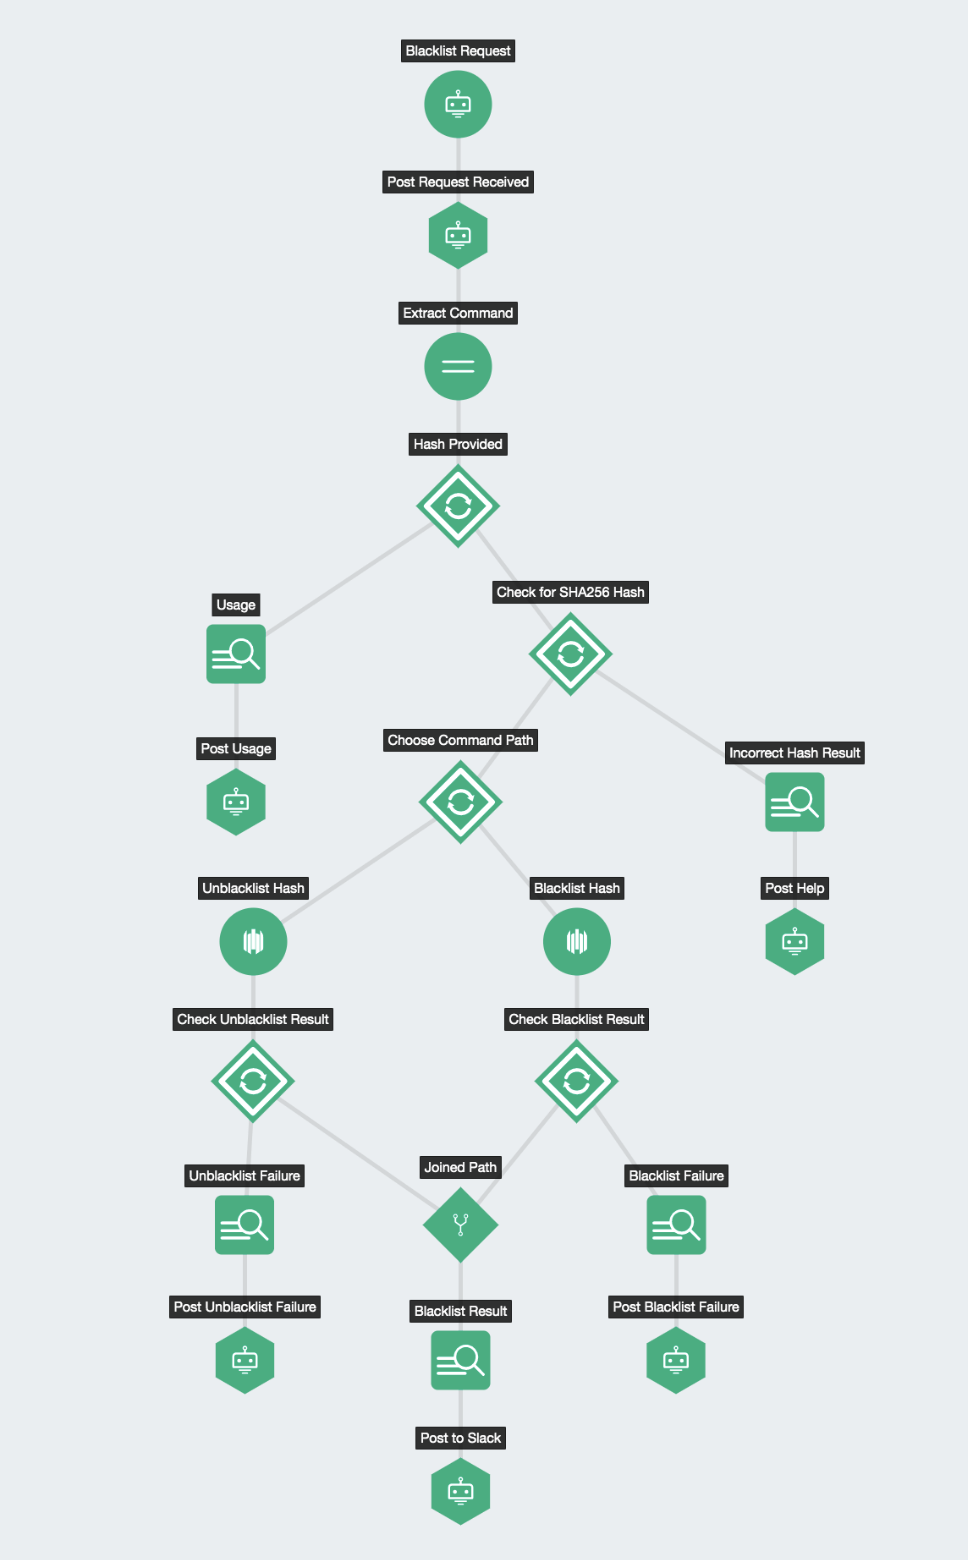 Blacklist Request
Post Request Received
Extract Command
Hash Provided
Check for SHA256 Hash
Usage
Choose Command Path
Post Usage
Incorrect Hash Result
Unblacklist Hash
Blacklist Hash
Post Help
Check Unblacklist Result
Check Blacklist Result
Joined Path
Unblacklist Failure
Blacklist Failure
Post Unblacklist Failure
Blacklist Result
Post Blacklist Failure
Post to Slack